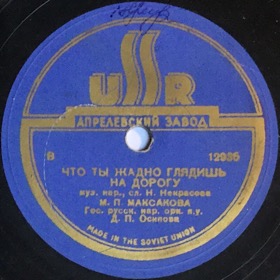 USSR
АПРЕЛЕВСКИЙ ЗАВОД
В 12935
ЧТО ТЫ ЖАДНО ГЛЯДИШЬ
НА ДОРОГУ
муз. нар., сл. Н. Некрасова
М. П. МАКСАКОВА
Гос. русск. нар. орк. п.у.
Д. П. Осипова
MADE IN THE SOVIET UNION